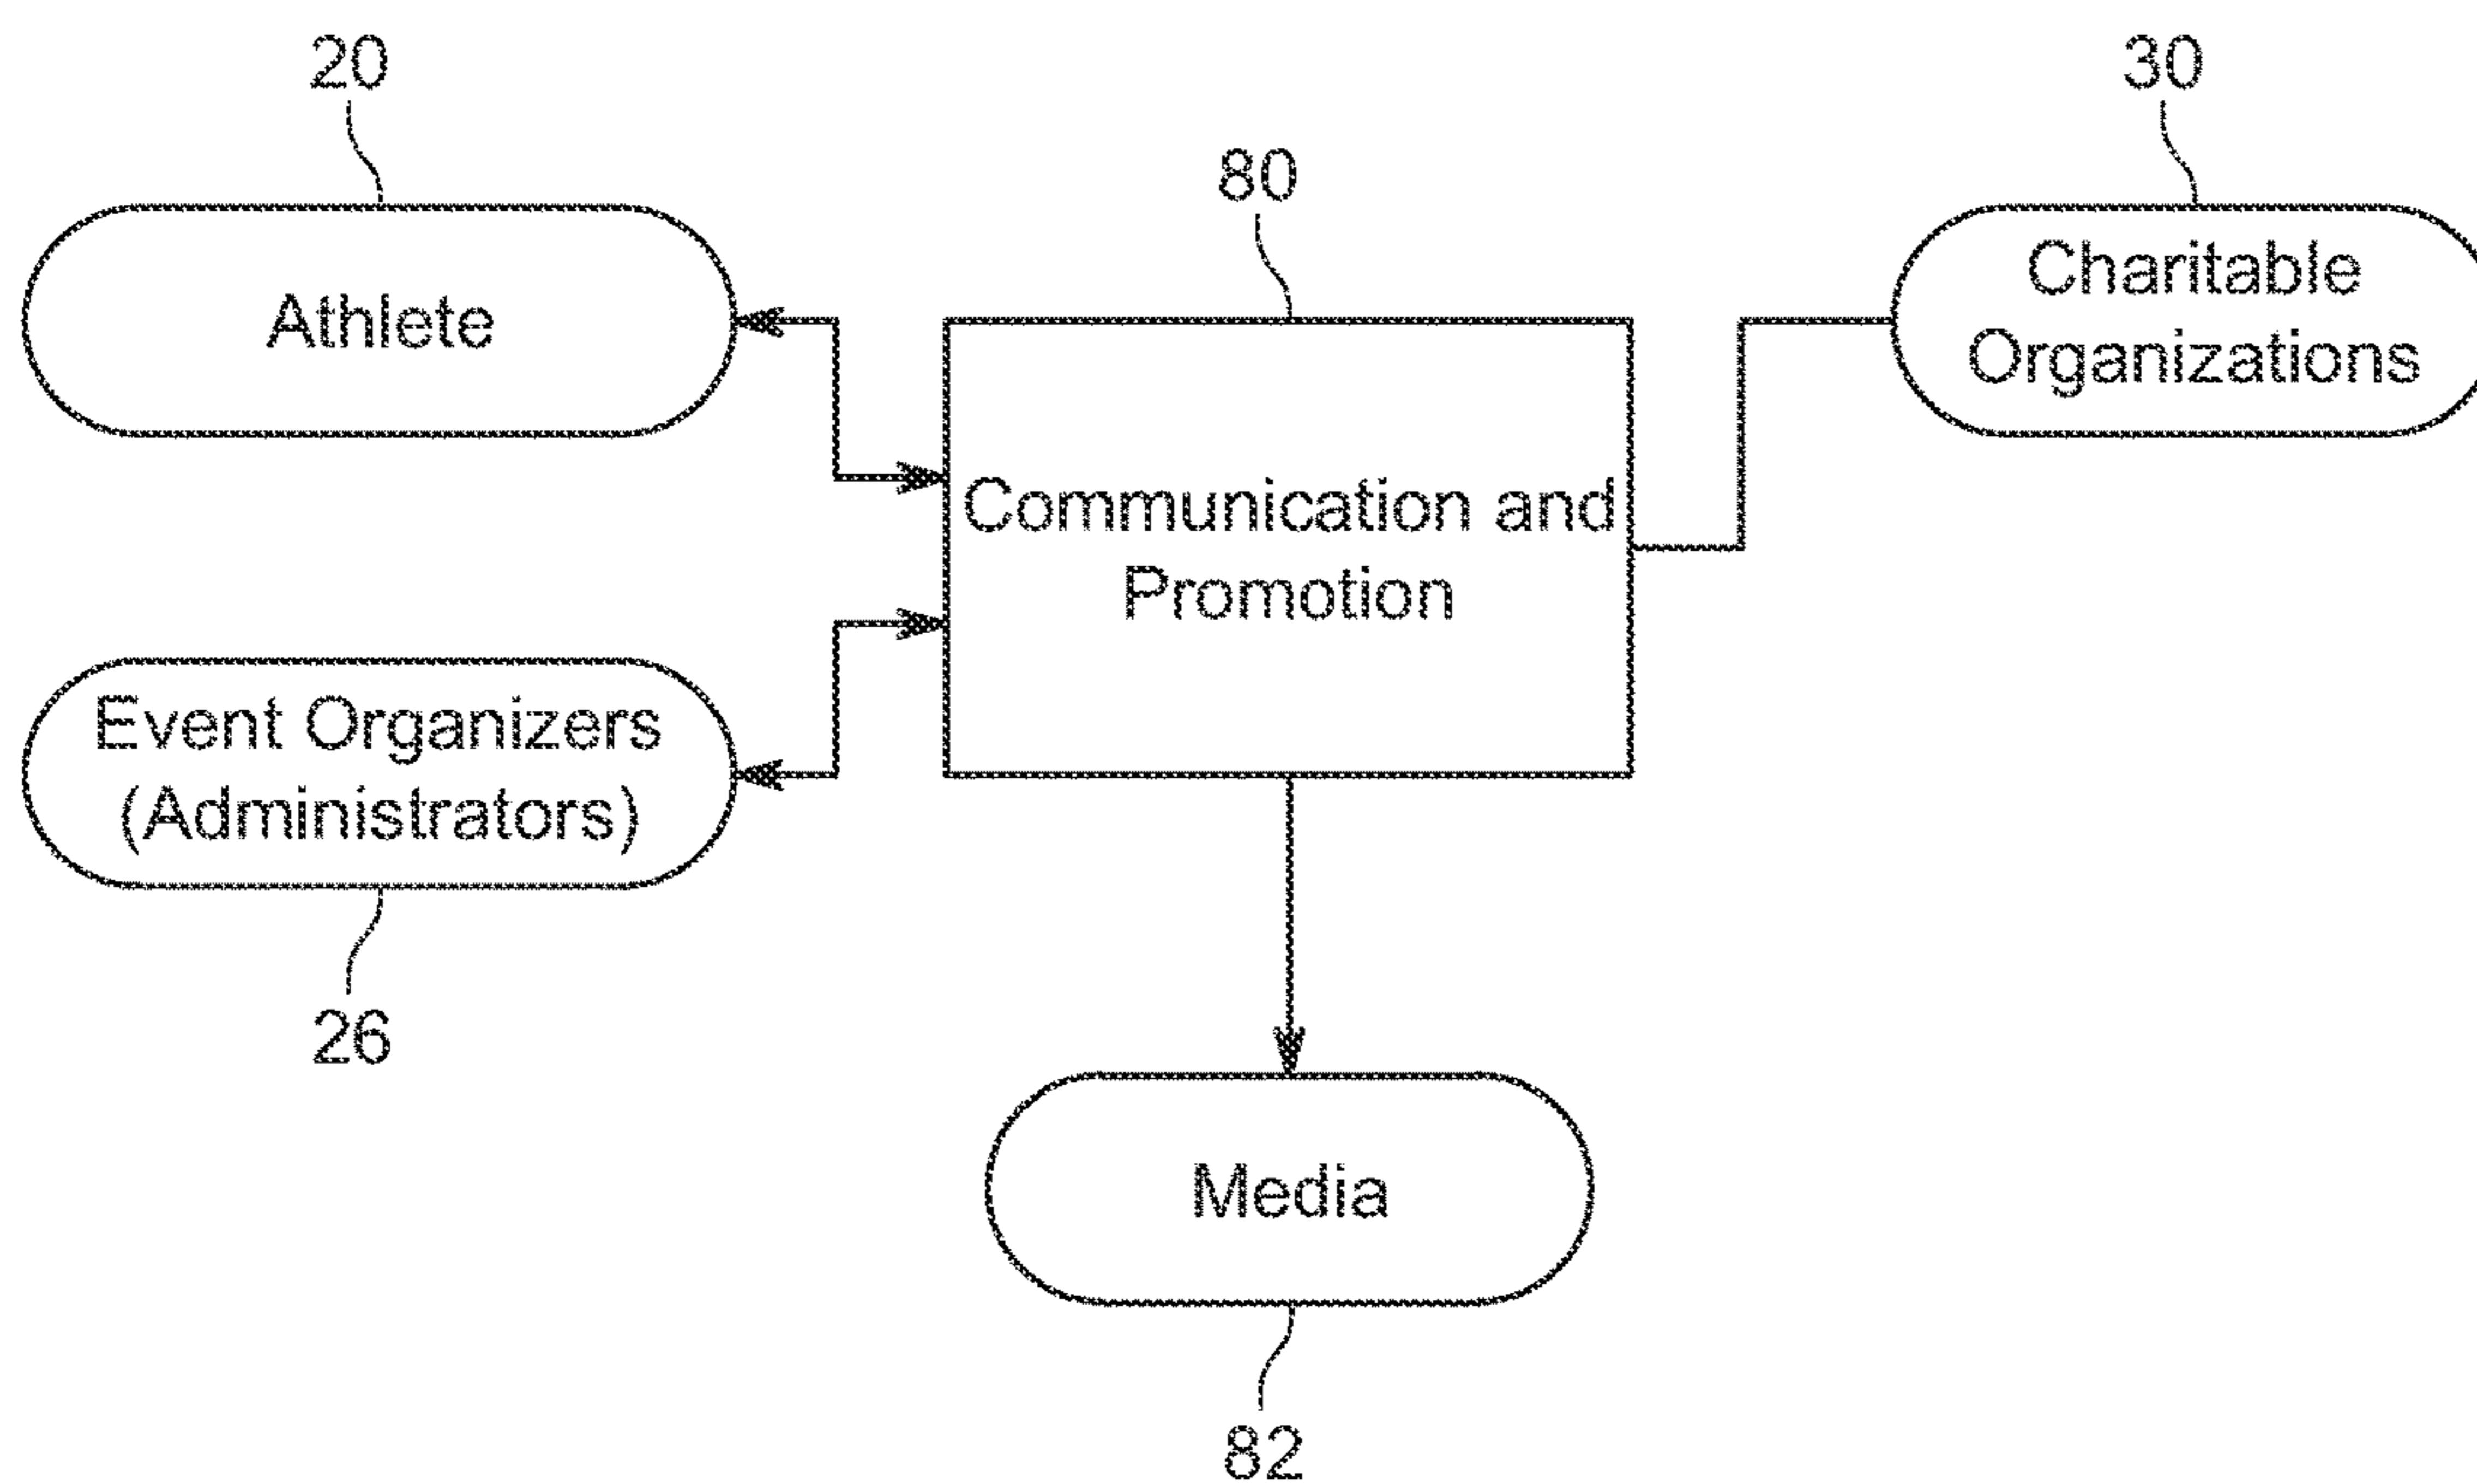 20
30
80
Athlete
Charitable
Organizations
Communication and
Promotion
Event Organizers
(Administrators)
26
Media
82